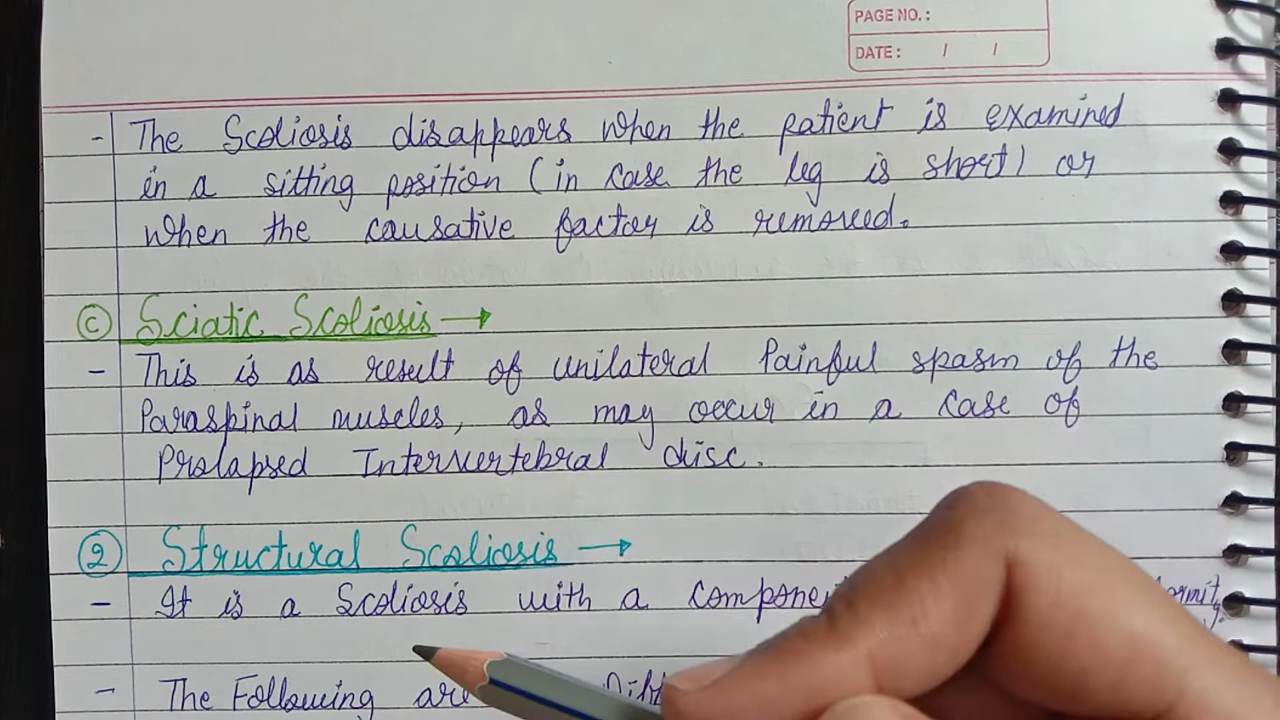 PAGE NO.:
DATE: / /
- The Scoliosis disappears when the patient is examined
in a sitting position (in case the leg is short) or
when the causative factor is removed.
(C) Sciatic Scoliosis →
- This is as result of unilateral Painful spasm of the
Paraspinal muscles, as may occur in a case of
Prolapsed Intervertebral disc.
(2) Structural Scoliosis →
- It is a Scoliosis with a
- The Following are